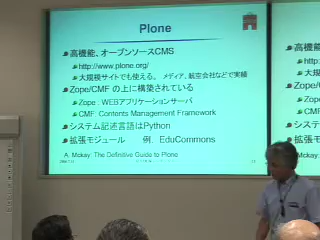 Plone
高機能、オープンソースCMS
http://www.plone.org/
大規模サイトでも使える。 メディア、航空会社などで実績
Zope/CMF の上に構築されている
Zope : WEBアプリケーションサーバ
CMF: Contents Management Framework
システム記述言語はPython
拡張モジュール 例. EduCommons
A. Mckay: The Definitive Guide to Plone
高機能
http:
大規
Zope/
Zope
CMF
システ
拡張モ
Mckay: